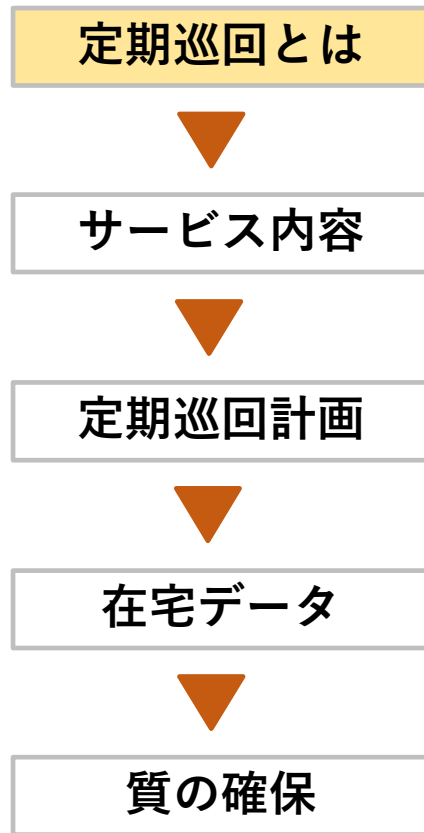 定期巡回とは
サービス内容
定期巡回計画
在宅データ
質の確保